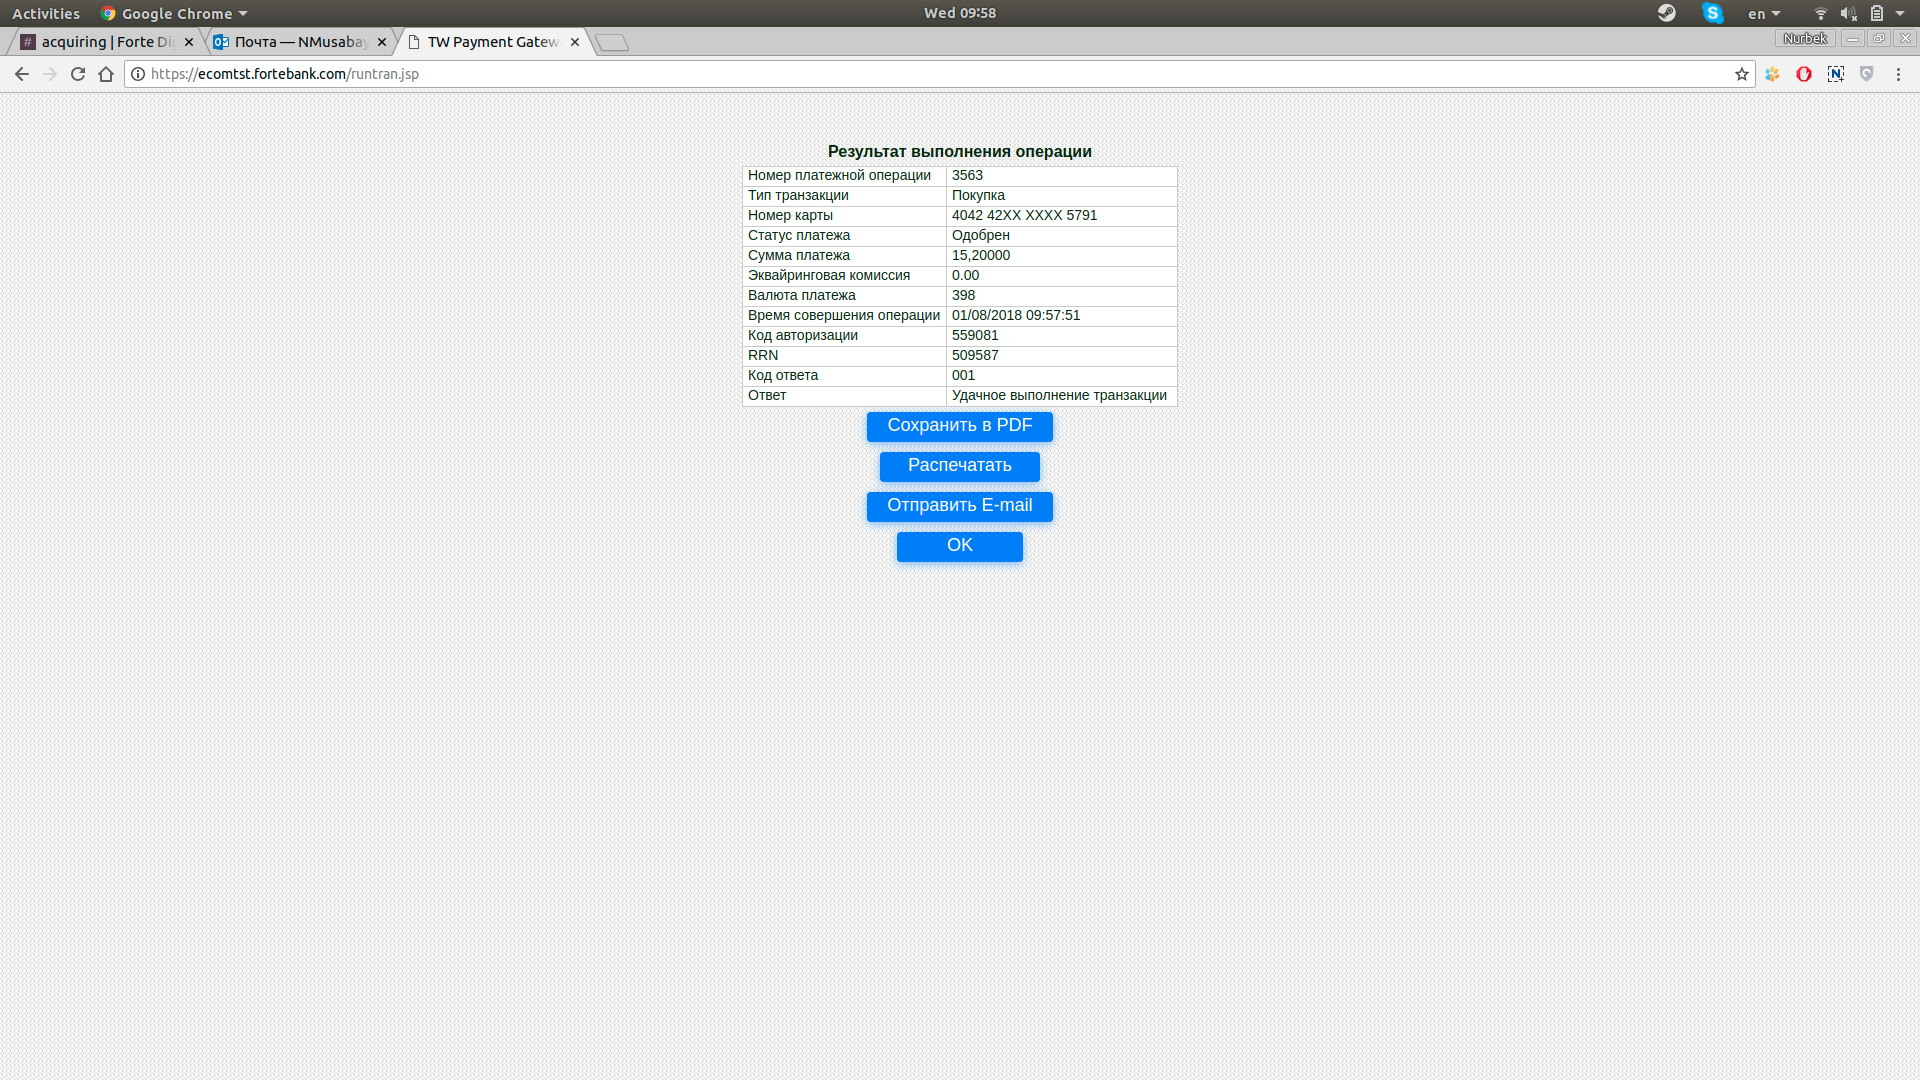 Activities Google Chrome Wed 09:58 en
acquiring | Forte Di Почта — NMusabay TW Payment Gatew Nurbek
https://ecomtst.fortebank.com/runtran.jsp
Результат выполнения операции
Номер платежной операции 3563
Тип транзакции Покупка
Номер карты 4042 42XX XXXX 5791
Статус платежа Одобрен
Сумма платежа 15,20000
Эквайринговая комиссия 0.00
Валюта платежа 398
Время совершения операции 01/08/2018 09:57:51
Код авторизации 559081
RRN 509587
Код ответа 001
Ответ Удачное выполнение транзакции
Сохранить в PDF
Распечатать
Отправить E-mail
OK